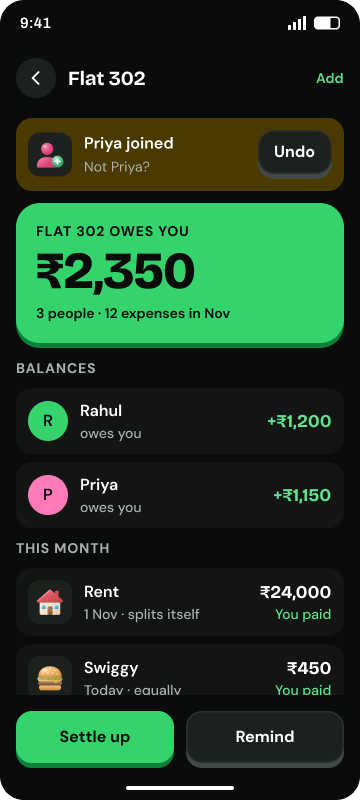 9:41
Flat 302
Add
Priya joined
Not Priya?
Undo
FLAT 302 OWES YOU
₹2,350
3 people · 12 expenses in Nov
BALANCES
R
Rahul
owes you
+₹1,200
P
Priya
owes you
+₹1,150
THIS MONTH
Rent
₹24,000
1 Nov · splits itself
You paid
Swiggy
₹450
Today · equally
You paid
Settle up
Remind